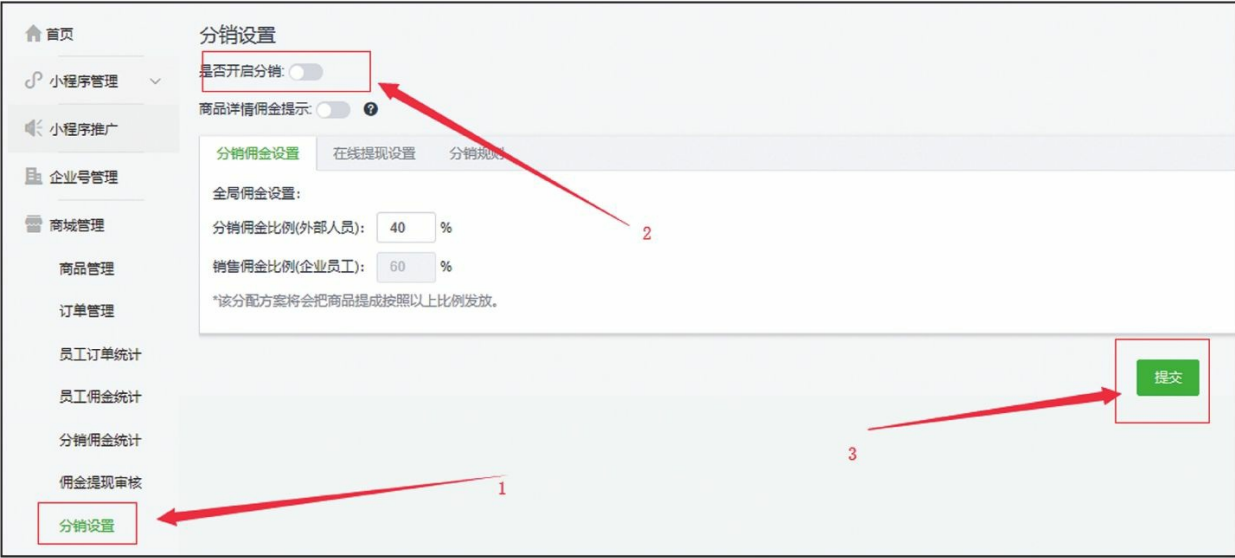 首页
小程序管理
小程序推广
企业号管理
商城管理
商品管理
订单管理
员工订单统计
员工佣金统计
分销佣金统计
佣金提现审核
分销设置
分销设置
是否开启分销:
商品详情佣金提示: ?
分销佣金设置 在线提现设置 分销规则
全局佣金设置:
分销佣金比例(外部人员): 40 %
销售佣金比例(企业员工): 60 %
*该分配方案将会把商品提成按照以上比例发放。
提交
1
2
3